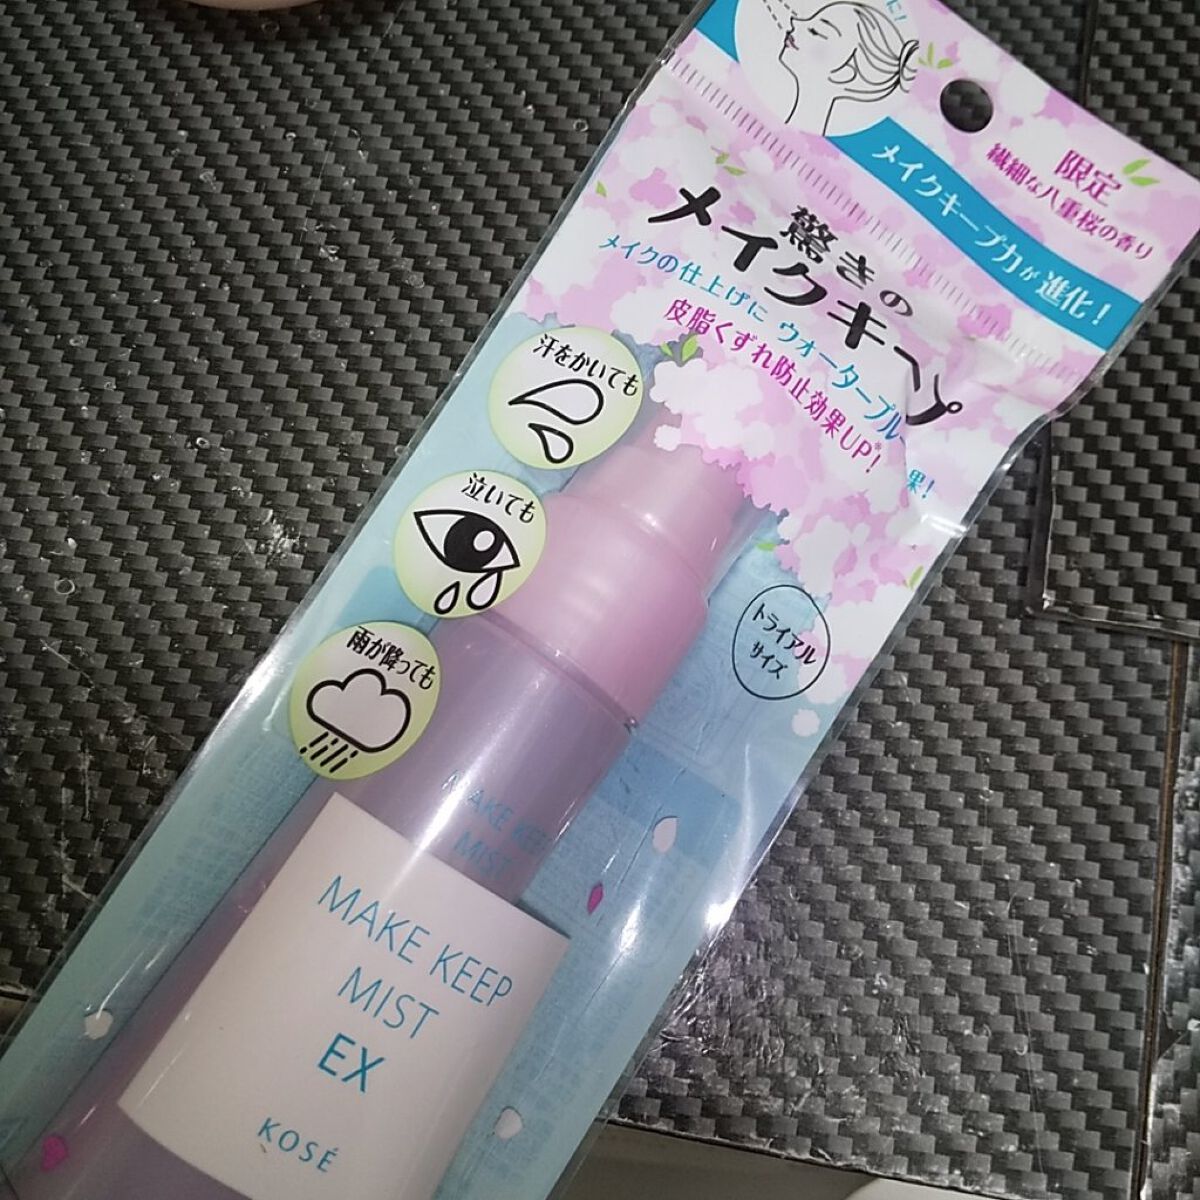 に!
限定
繊細な八重桜の香り
メイクキープ力が進化!
驚きの
メイクキープ
メイクの仕上げに ウォータープルー
果!
皮脂くずれ防止効果UP*!
汗をかいても
泣いても
雨が降っても
トライアル
サイズ
MAKE KEE
MIST
MAKE KEEP
MIST
EX
KOSÉ